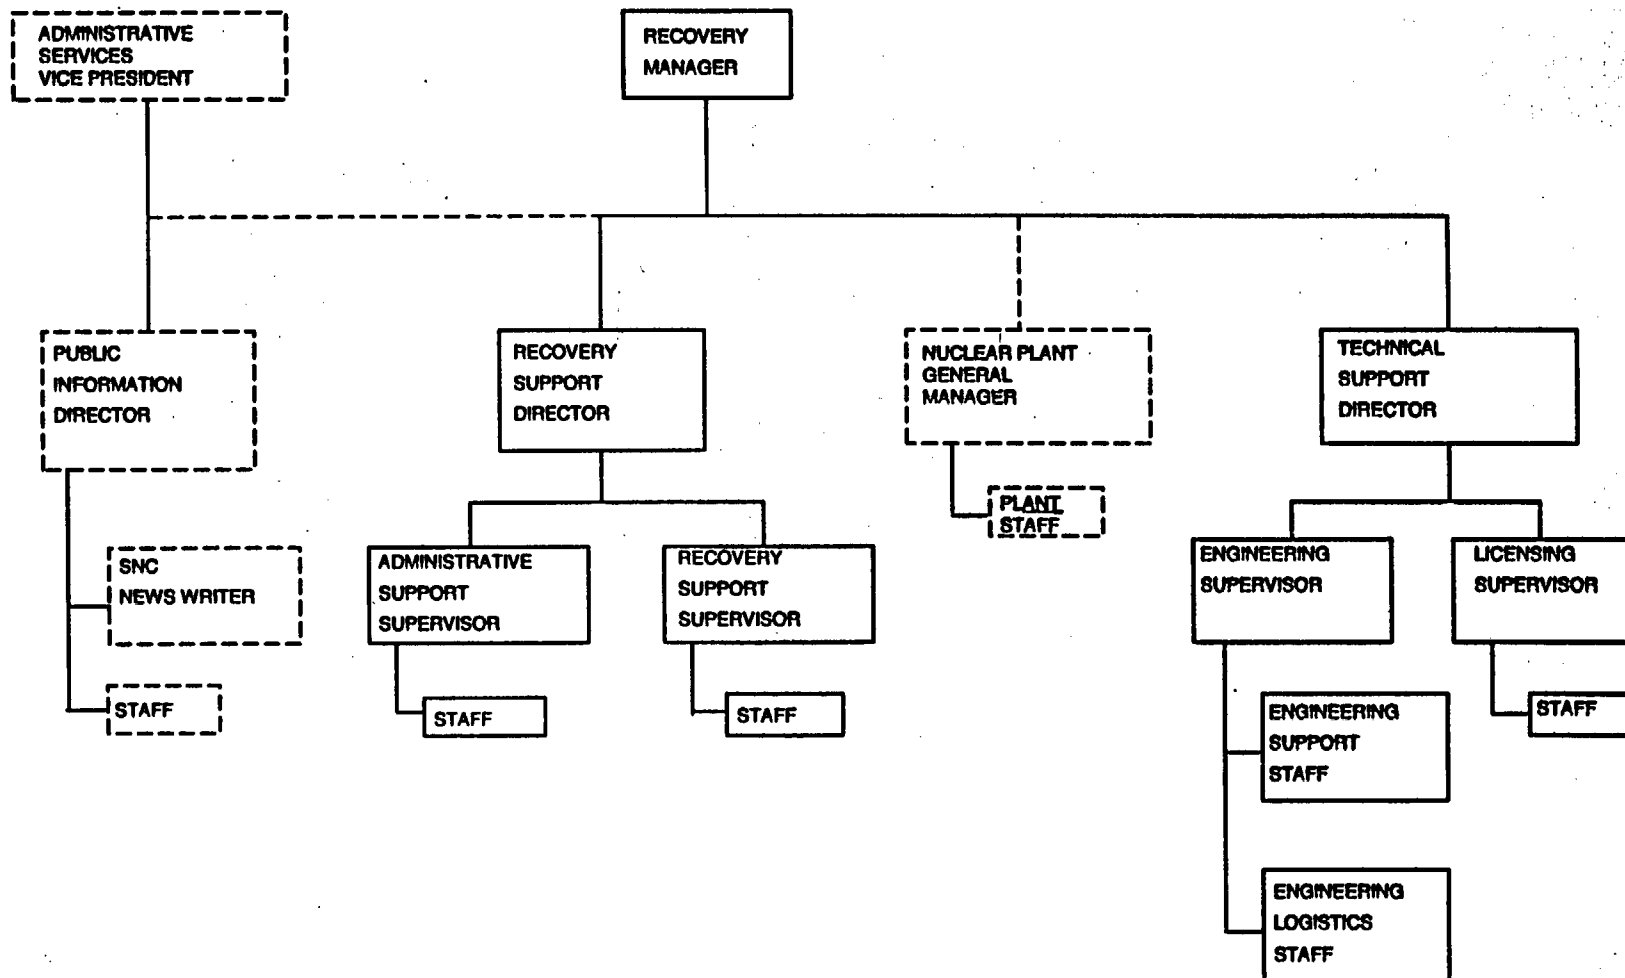 ADMINISTRATIVE
SERVICES
VICE PRESIDENT
RECOVERY
MANAGER
PUBLIC
INFORMATION
DIRECTOR
RECOVERY
SUPPORT
DIRECTOR
NUCLEAR PLANT
GENERAL
MANAGER
TECHNICAL
SUPPORT
DIRECTOR
PLANT
STAFF
SNC
NEWS WRITER
ADMINISTRATIVE
SUPPORT
SUPERVISOR
RECOVERY
SUPPORT
SUPERVISOR
ENGINEERING
SUPERVISOR
LICENSING
SUPERVISOR
STAFF
STAFF
STAFF
ENGINEERING
SUPPORT
STAFF
STAFF
ENGINEERING
LOGISTICS
STAFF